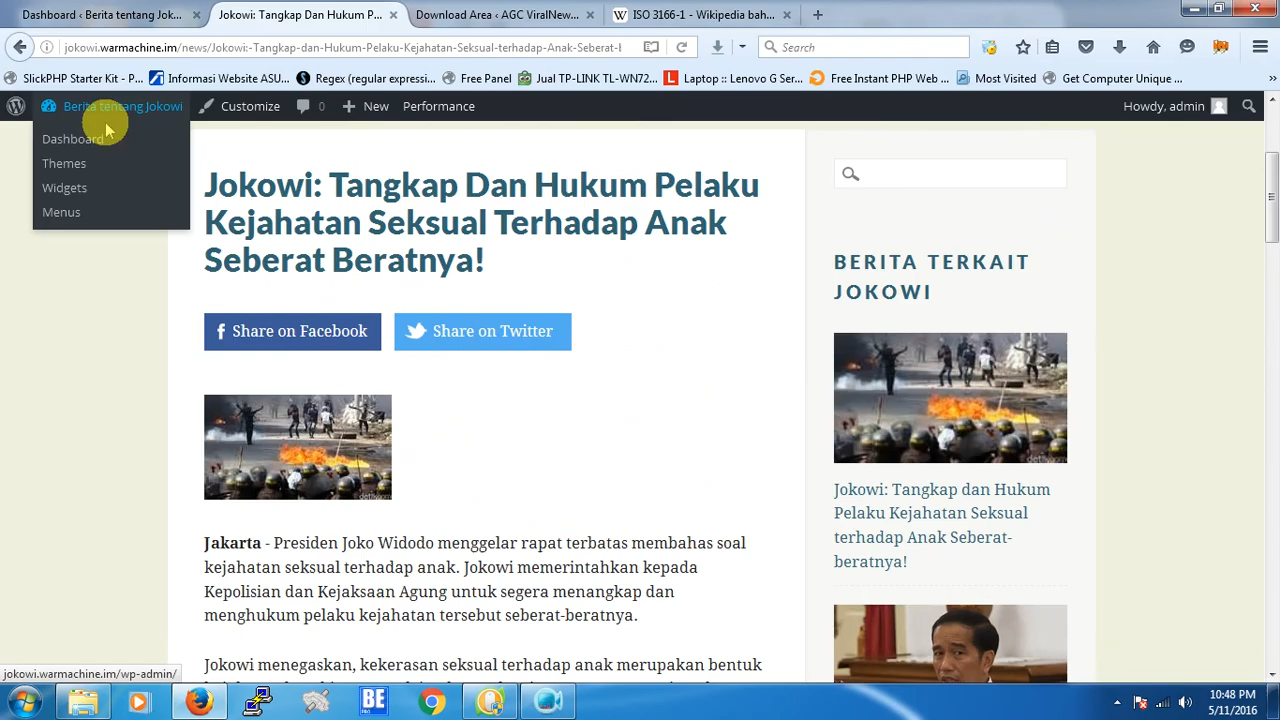 Dashboard ‹ Berita tentang Jok...
Jokowi: Tangkap Dan Hukum P...
Download Area ‹ AGC ViralNew...
ISO 3166-1 - Wikipedia bah...
jokowi.warmachine.im/news/Jokowi:-Tangkap-dan-Hukum-Pelaku-Kejahatan-Seksual-terhadap-Anak-Seberat-b
Search
SlickPHP Starter Kit - P...
Informasi Website ASU...
Regex (regular expressi...
Free Panel
Jual TP-LINK TL-WN72...
Laptop :: Lenovo G Ser...
Free Instant PHP Web ...
Most Visited
Get Computer Unique ...
Berita tentang Jokowi
Customize
0
New
Performance
Howdy, admin
Dashboard
Themes
Widgets
Menus
Jokowi: Tangkap Dan Hukum Pelaku
Kejahatan Seksual Terhadap Anak
Seberat Beratnya!
Share on Facebook
Share on Twitter
Jakarta - Presiden Joko Widodo menggelar rapat terbatas membahas soal
kejahatan seksual terhadap anak. Jokowi memerintahkan kepada
Kepolisian dan Kejaksaan Agung untuk segera menangkap dan
menghukum pelaku kejahatan tersebut seberat-beratnya.
Jokowi menegaskan, kekerasan seksual terhadap anak merupakan bentuk
BERITA TERKAIT
JOKOWI
Jokowi: Tangkap dan Hukum
Pelaku Kejahatan Seksual
terhadap Anak Seberat-
beratnya!
jokowi.warmachine.im/wp-admin/
BE
10:48 PM
5/11/2016